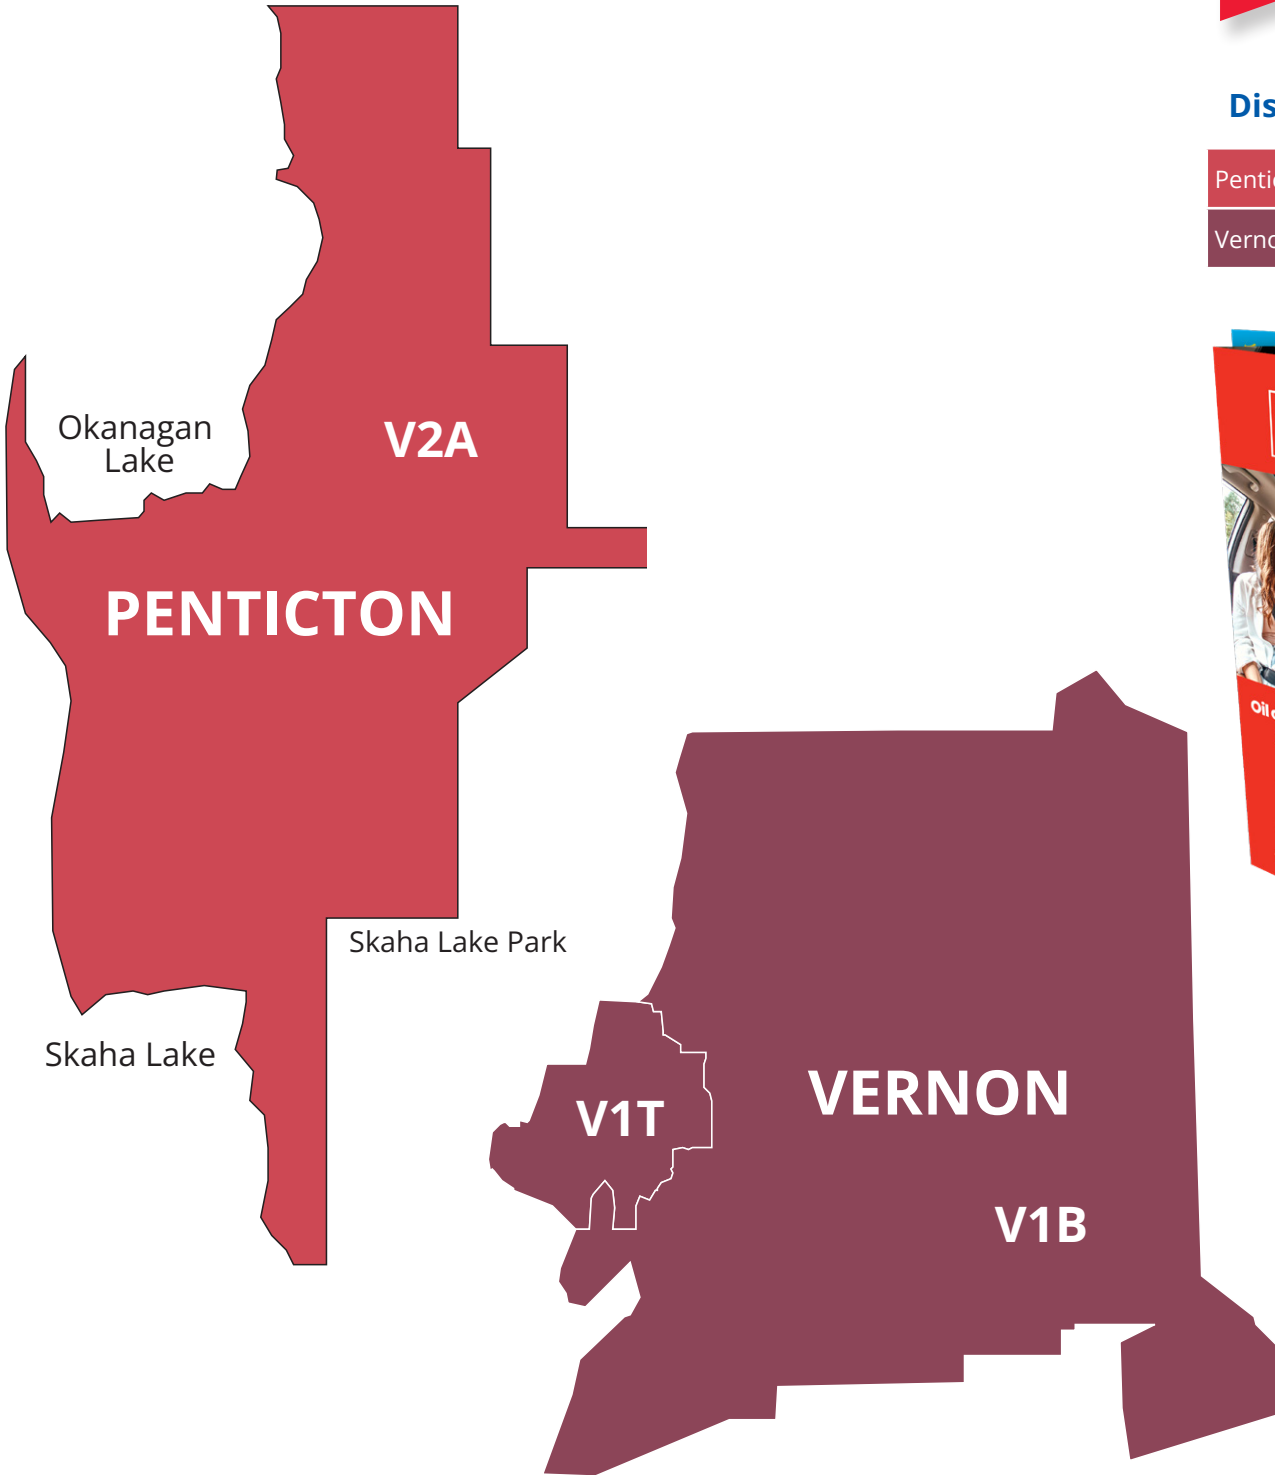 Okanagan
Lake
V2A
PENTICTON
Skaha Lake Park
Skaha Lake
V1T
VERNON
V1B